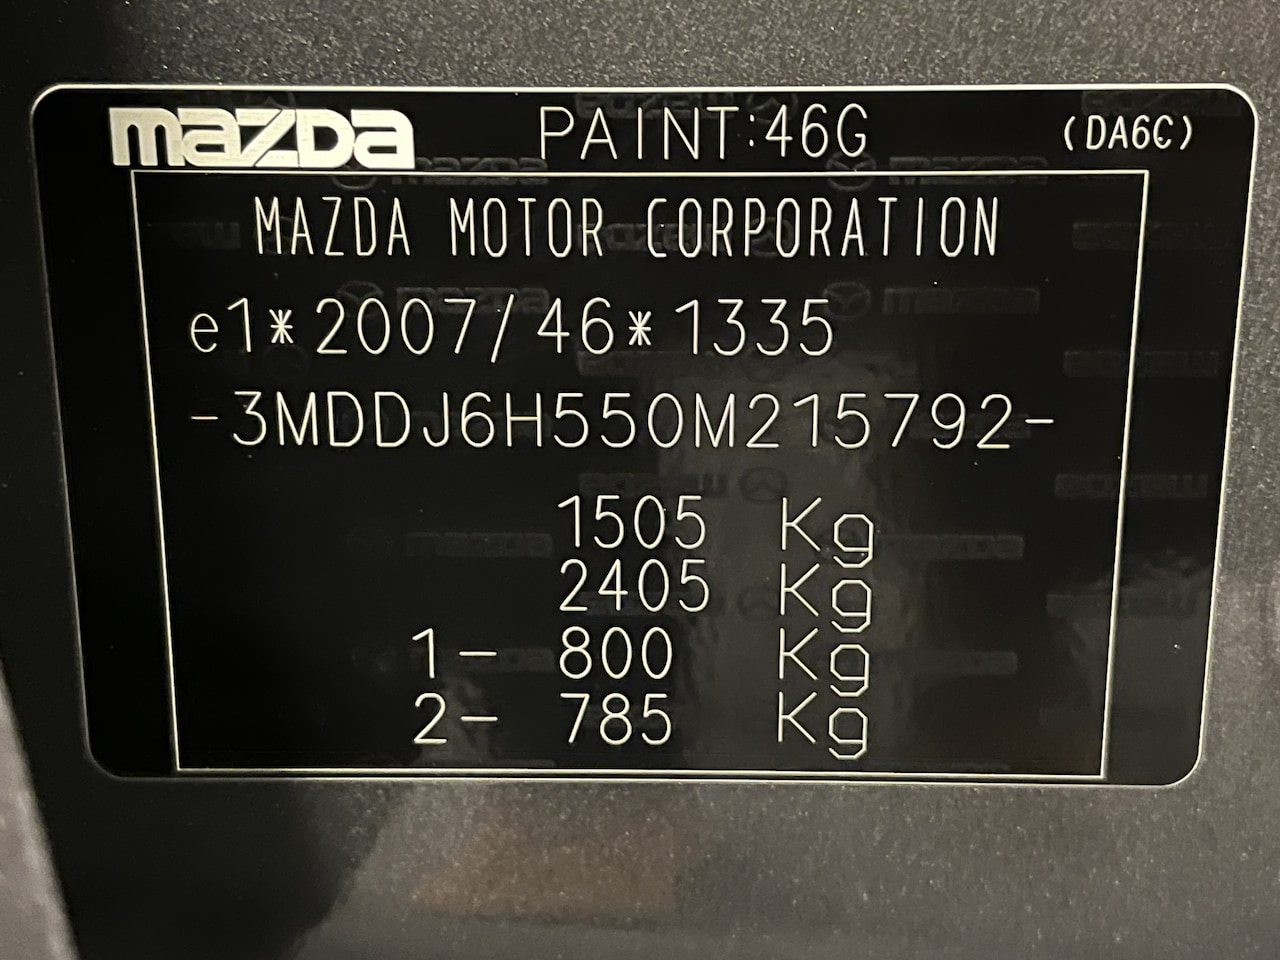 mazda PAINT:46G (DA6C)
MAZDA MOTOR CORPORATION
e1*2007/46*1335
-3MDDJ6H550M215792-
1505 Kg
2405 Kg
1- 800 Kg
2- 785 Kg